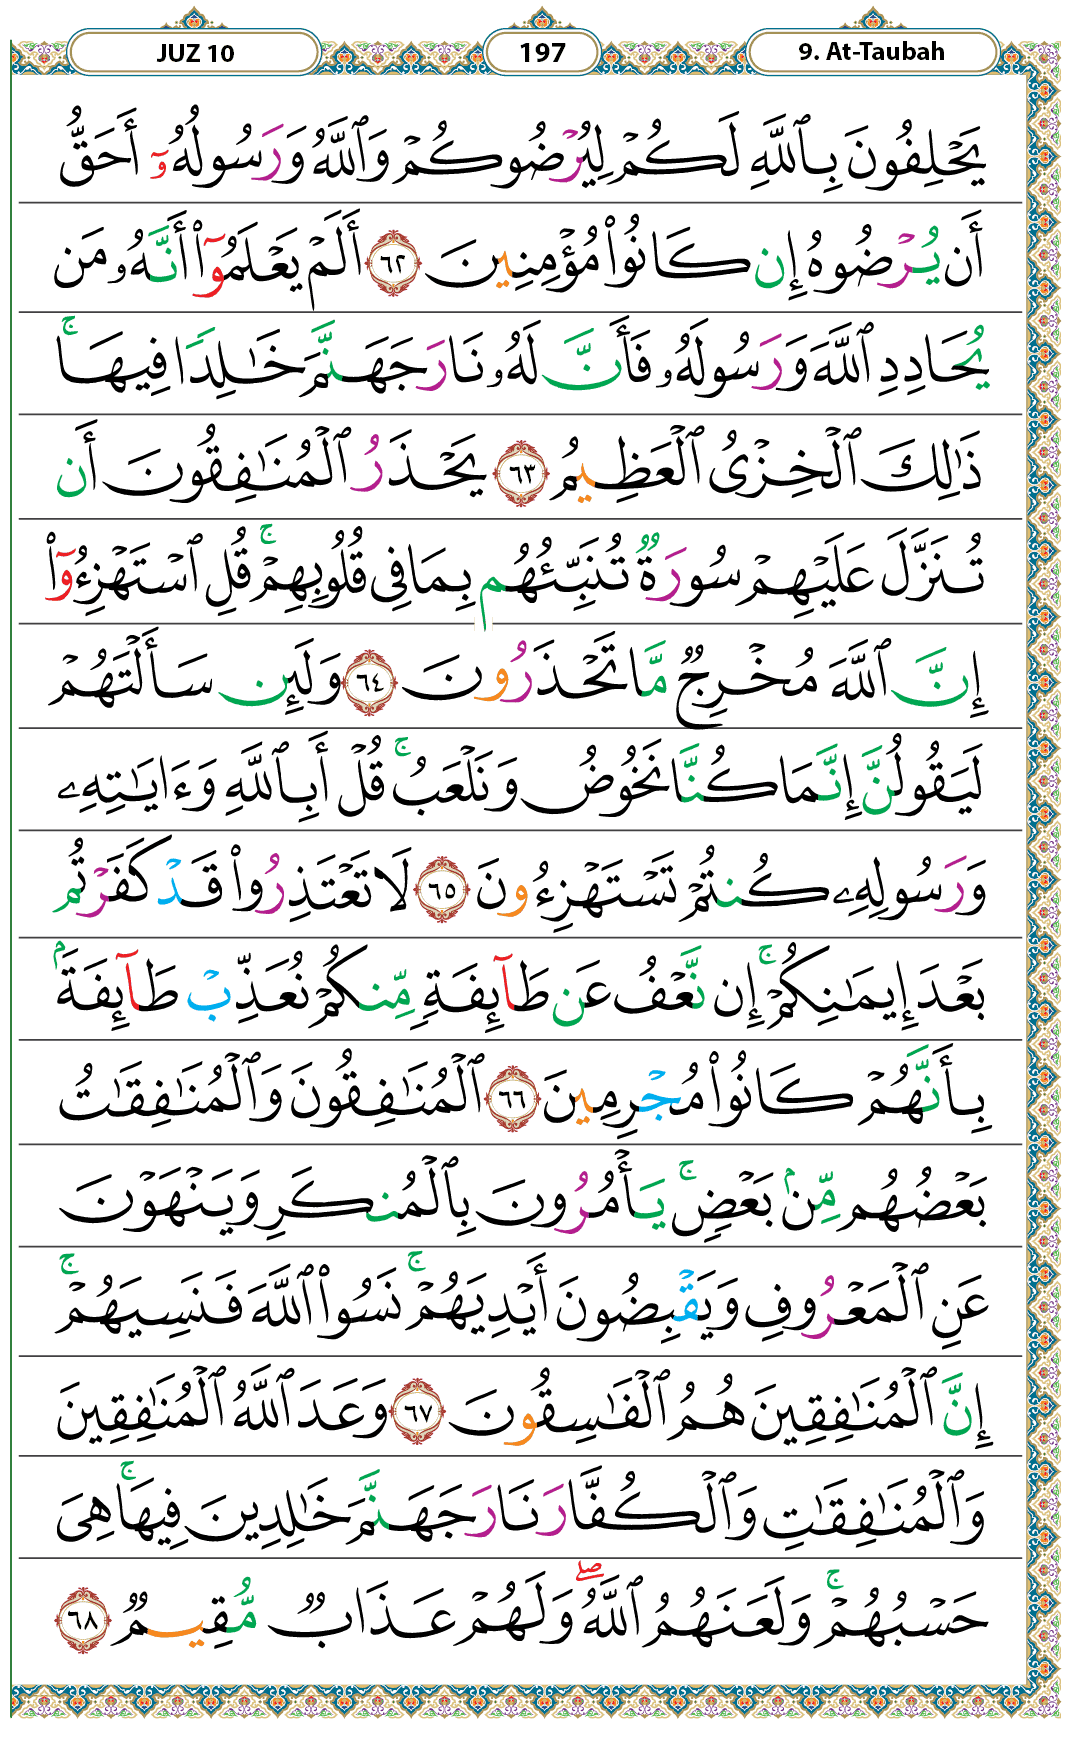 JUZ 10
197
9. At-Taubah
يَحْلِفُونَ بِٱللَّهِ لَكُمْ لِيُرْضُوكُمْ وَٱللَّهُ وَرَسُولُهُۥٓ أَحَقُّ
أَن يُرْضُوهُ إِن كَانُوا۟ مُؤْمِنِينَ ٦٢ أَلَمْ يَعْلَمُوٓا۟ أَنَّهُۥ مَن
يُحَادِدِ ٱللَّهَ وَرَسُولَهُۥ فَأَنَّ لَهُۥ نَارَ جَهَنَّمَ خَـٰلِدًا فِيهَا ۚ
ذَٰلِكَ ٱلْخِزْىُ ٱلْعَظِيمُ ٦٣ يَحْذَرُ ٱلْمُنَـٰفِقُونَ أَن
تُنَزَّلَ عَلَيْهِمْ سُورَةٌ تُنَبِّئُهُم بِمَا فِى قُلُوبِهِمْ ۚ قُلِ ٱسْتَهْزِءُوٓا۟
إِنَّ ٱللَّهَ مُخْرِجٌ مَّا تَحْذَرُونَ ٦٤ وَلَئِن سَأَلْتَهُمْ
لَيَقُولُنَّ إِنَّمَا كُنَّا نَخُوضُ وَنَلْعَبُ ۚ قُلْ أَبِٱللَّهِ وَءَايَـٰتِهِۦ
وَرَسُولِهِۦ كُنتُمْ تَسْتَهْزِءُونَ ٦٥ لَا تَعْتَذِرُوا۟ قَدْ كَفَرْتُم
بَعْدَ إِيمَـٰنِكُمْ ۚ إِن نَّعْفُ عَن طَآئِفَةٍ مِّنكُمْ نُعَذِّبْ طَآئِفَةًۢ
بِأَنَّهُمْ كَانُوا۟ مُجْرِمِينَ ٦٦ ٱلْمُنَـٰفِقُونَ وَٱلْمُنَـٰفِقَـٰتُ
بَعْضُهُم مِّنۢ بَعْضٍ ۚ يَأْمُرُونَ بِٱلْمُنكَرِ وَيَنْهَوْنَ
عَنِ ٱلْمَعْرُوفِ وَيَقْبِضُونَ أَيْدِيَهُمْ ۚ نَسُوا۟ ٱللَّهَ فَنَسِيَهُمْ ۚ
إِنَّ ٱلْمُنَـٰفِقِينَ هُمُ ٱلْفَـٰسِقُونَ ٦٧ وَعَدَ ٱللَّهُ ٱلْمُنَـٰفِقِينَ
وَٱلْمُنَـٰفِقَـٰتِ وَٱلْكُفَّارَ نَارَ جَهَنَّمَ خَـٰلِدِينَ فِيهَا ۚ هِىَ
حَسْبُهُمْ ۚ وَلَعَنَهُمُ ٱللَّهُ ۖ وَلَهُمْ عَذَابٌ مُّقِيمٌ ٦٨